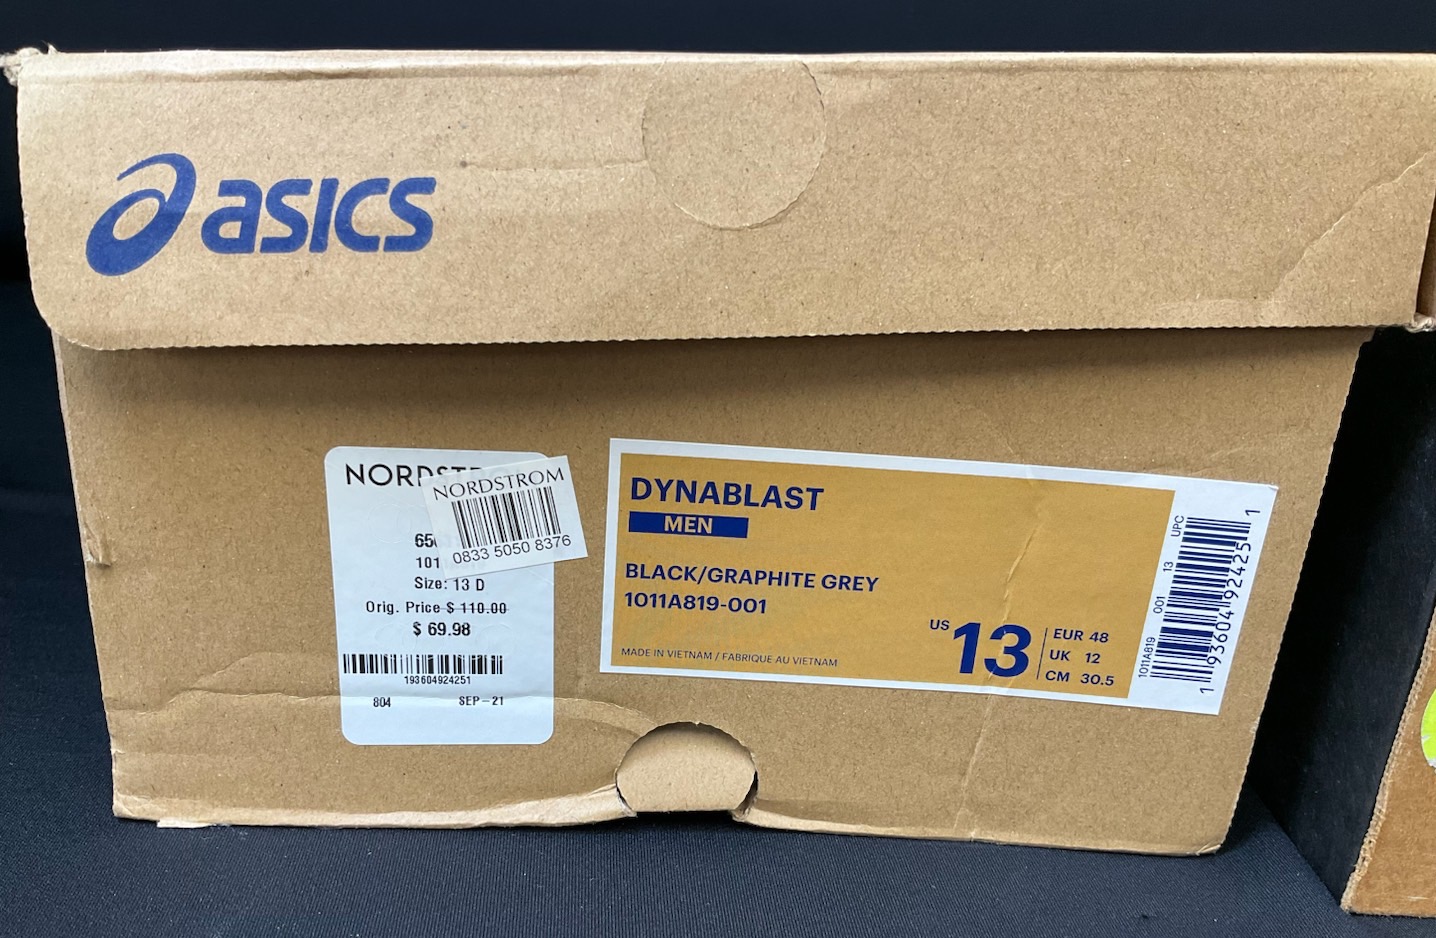 asics
NORDSTROM
0833 5050 8376
Size: 13 D
Orig. Price $ 110.00
$ 69.98
193604924251
804 SEP-21
DYNABLAST
MEN
BLACK/GRAPHITE GREY
1011A819-001
MADE IN VIETNAM / FABRIQUE AU VIETNAM
US 13
EUR 48
UK 12
CM 30.5
1011A819 001 13 UPC
1 93604 92425 1